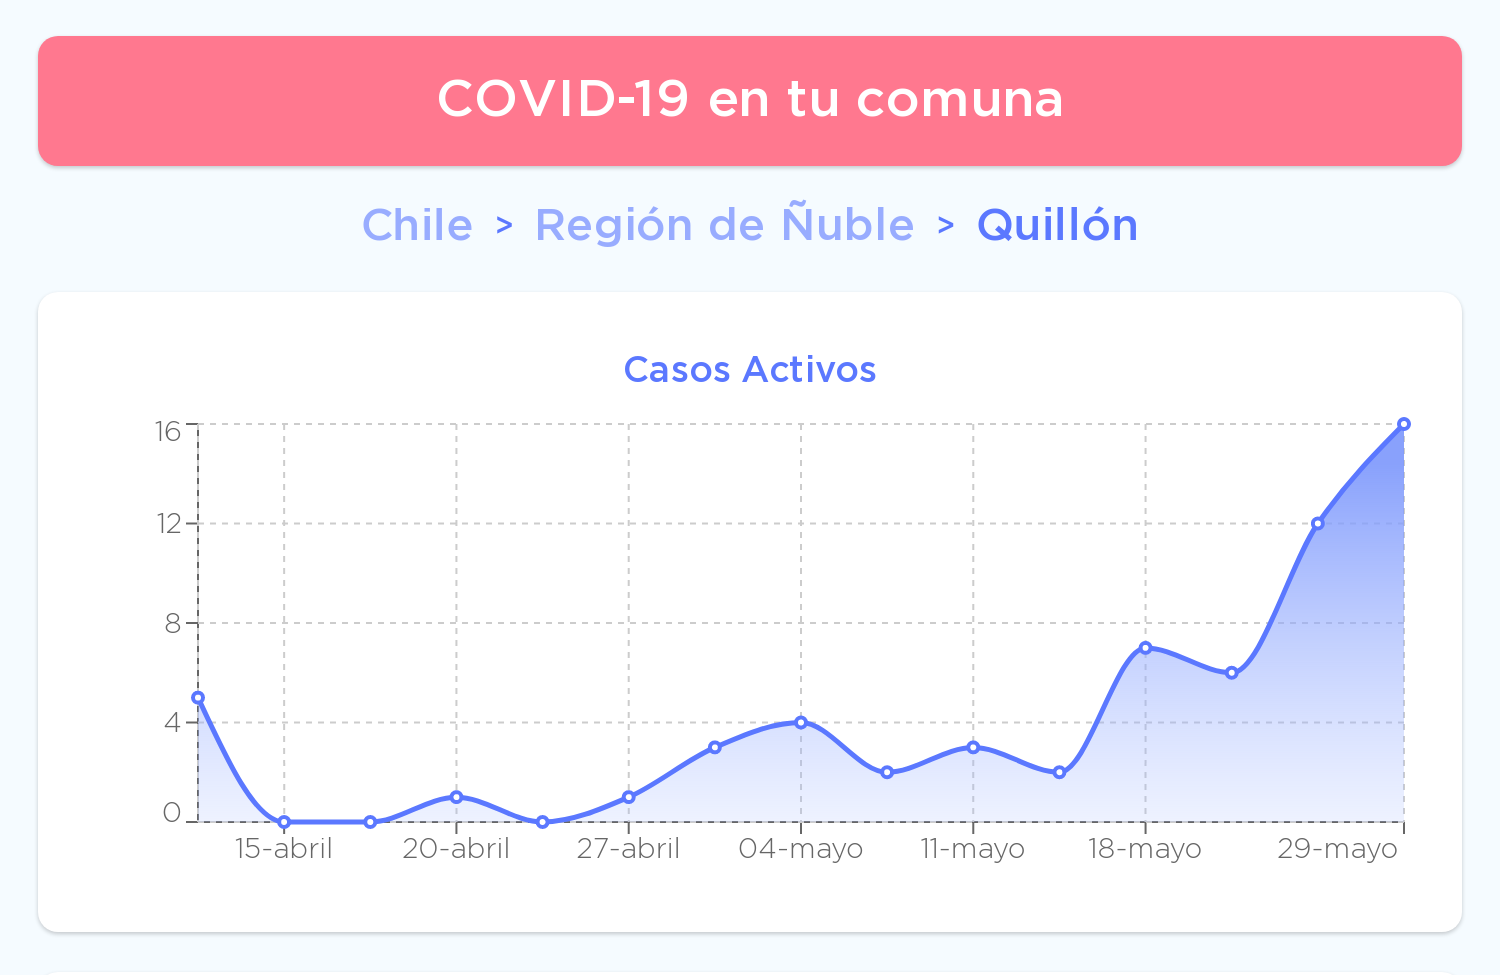 COVID-19 en tu comuna
Chile > Región de Ñuble > Quillón
Casos Activos
16
12
8
4
0
15-abril 20-abril 27-abril 04-mayo 11-mayo 18-mayo 29-mayo